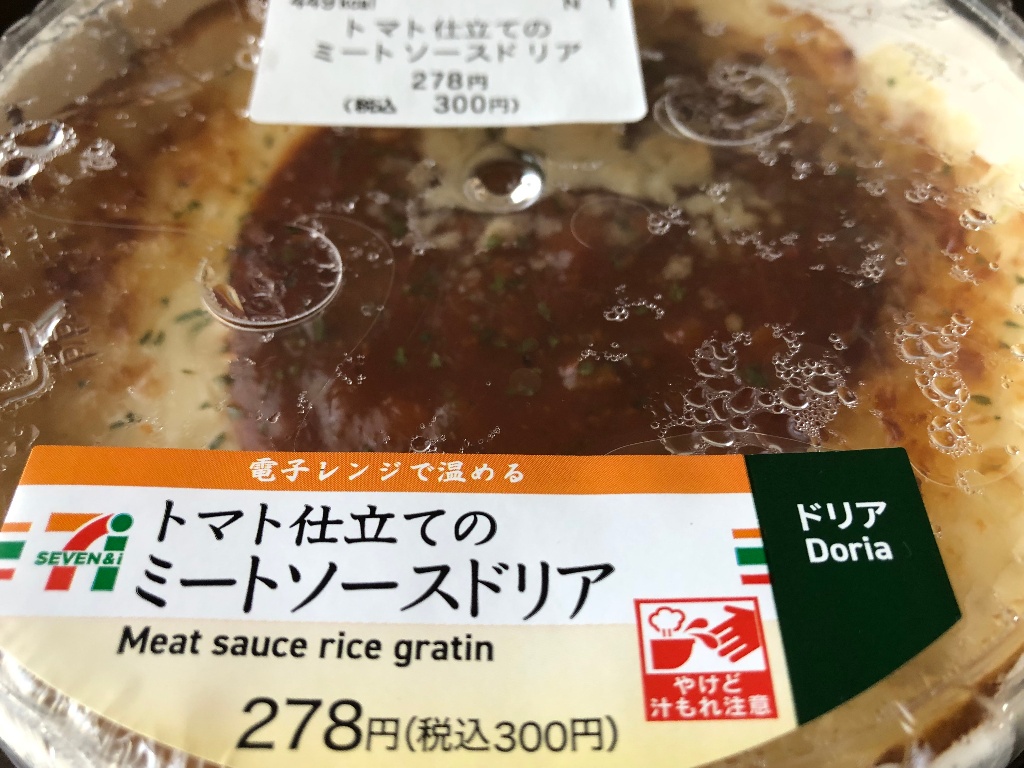 449kcal N 1
トマト仕立ての
ミートソースドリア
278円
(税込 300円)
電子レンジで温める
SEVEN&i
トマト仕立ての
ミートソースドリア
Meat sauce rice gratin
278円(税込300円)
ドリア
Doria
やけど
汁もれ注意